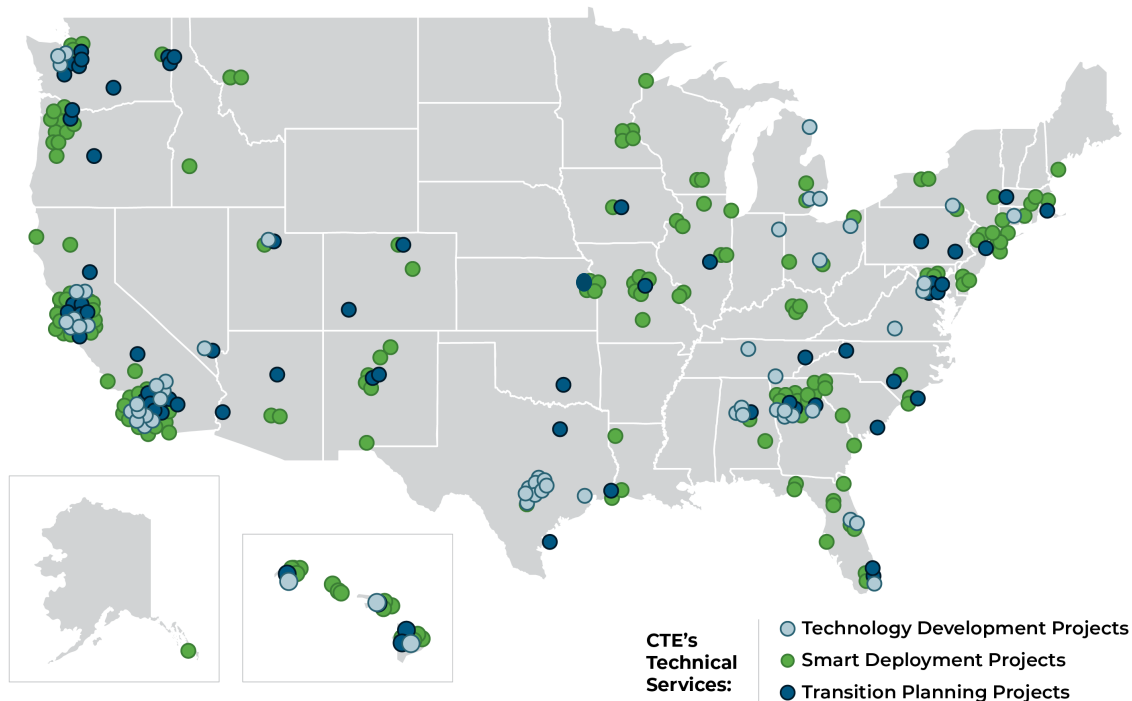 CTE’s
Technical
Services:
Technology Development Projects
Smart Deployment Projects
Transition Planning Projects